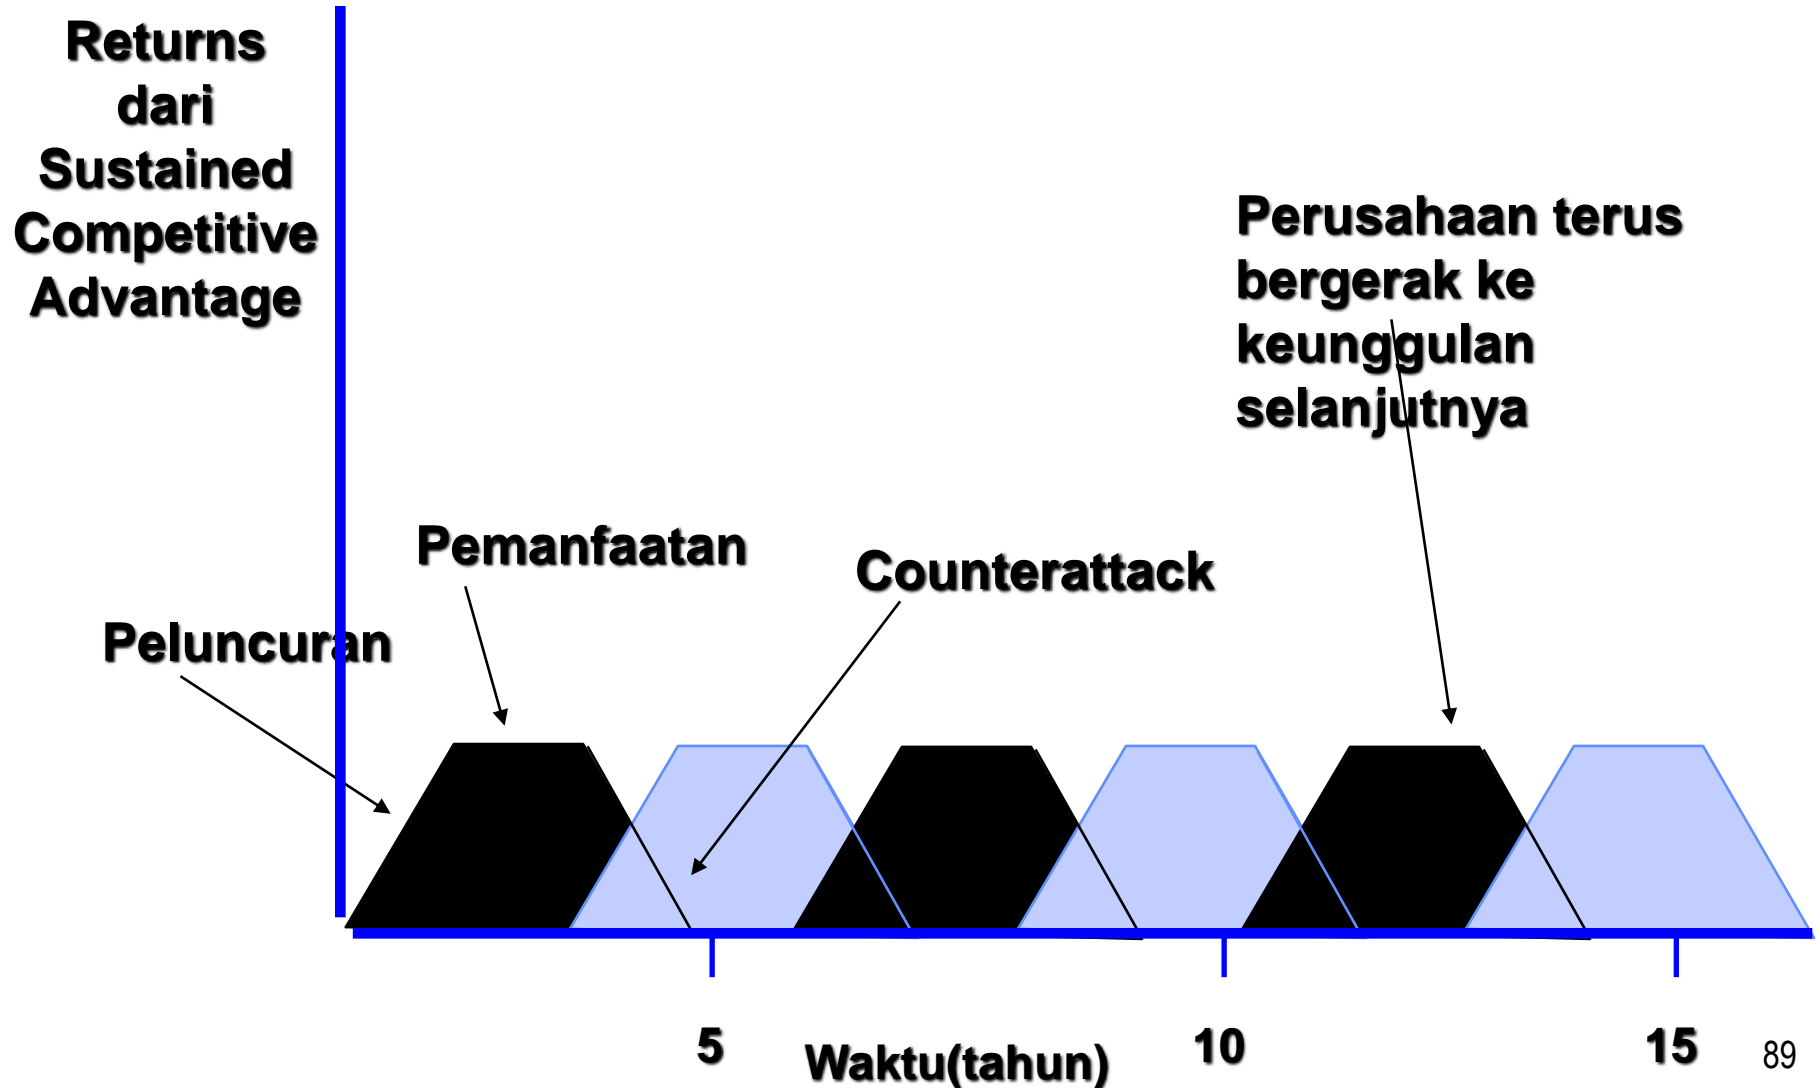 Returns
dari
Sustained
Competitive
Advantage
Perusahaan terus
bergerak ke
keunggulan
selanjutnya
Pemanfaatan
Counterattack
Peluncuran
5
10
15
Waktu(tahun)
89